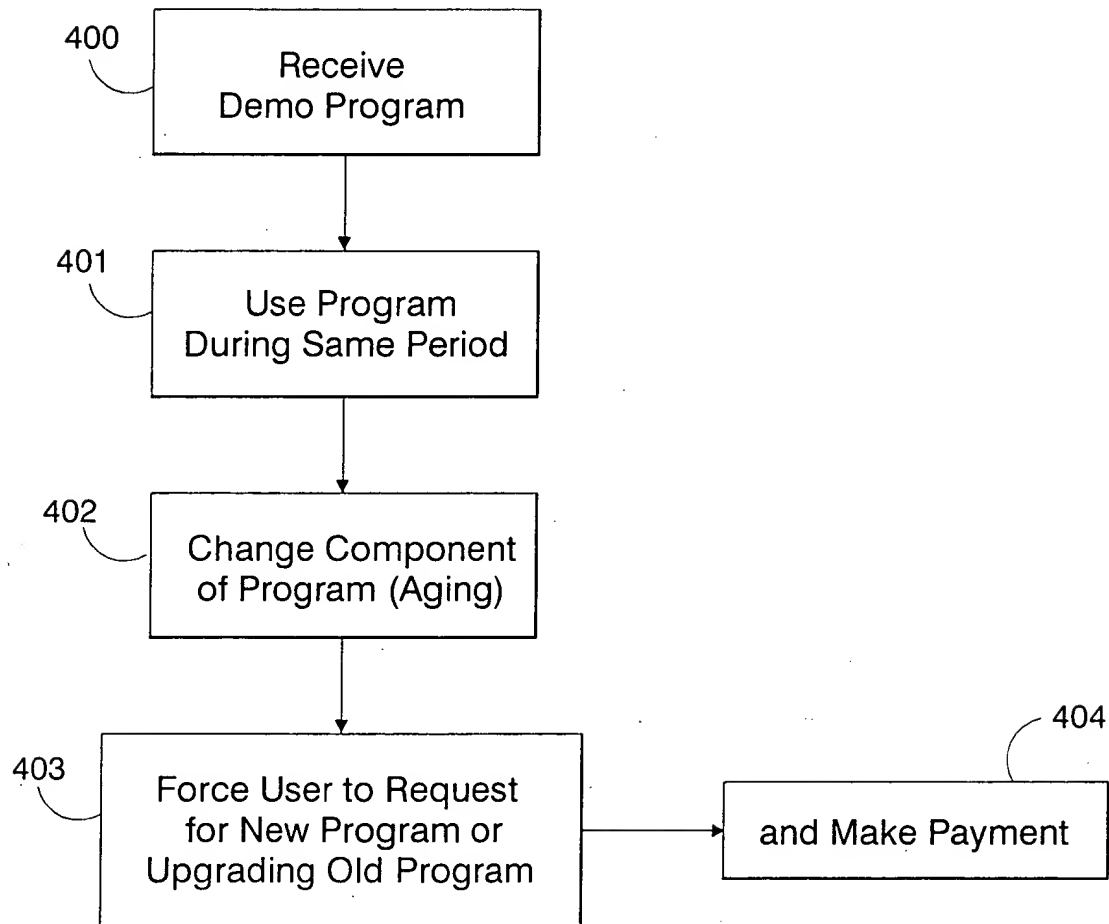 400
Receive
Demo Program
401
Use Program
During Same Period
402
Change Component
of Program (Aging)
403
Force User to Request
for New Program or
Upgrading Old Program
404
and Make Payment